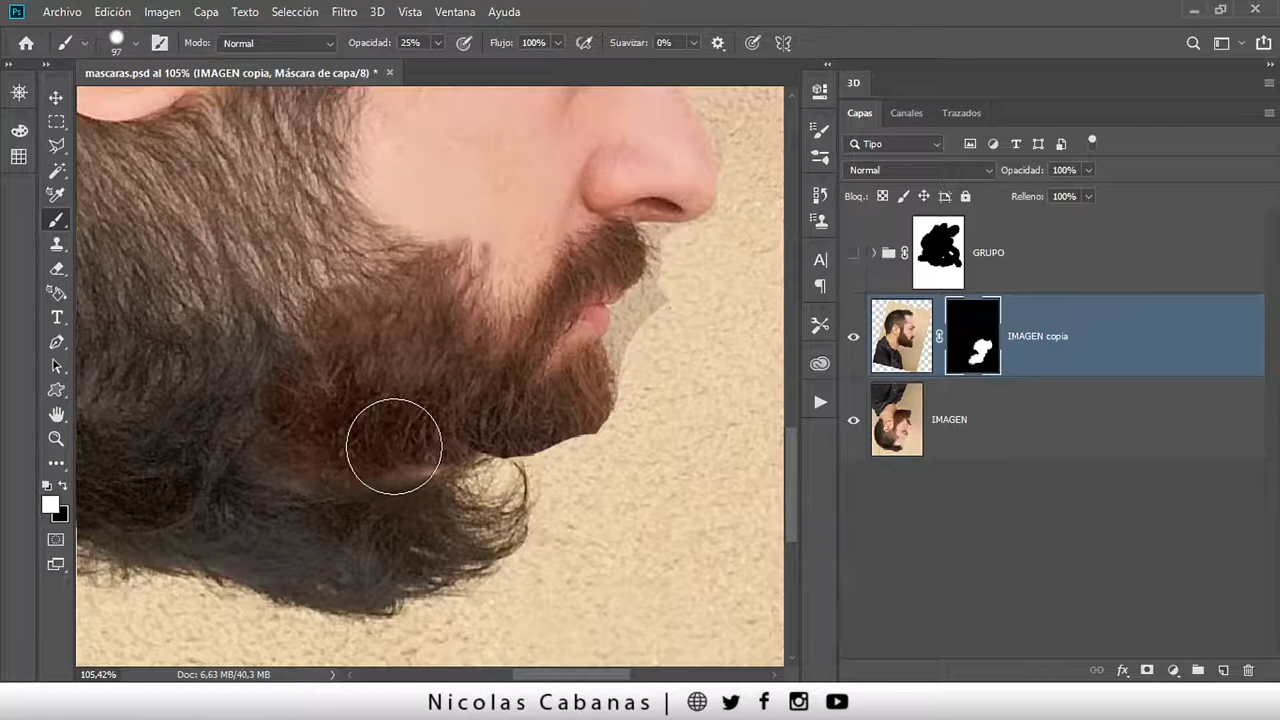 Ps Archivo Edición Imagen Capa Texto Selección Filtro 3D Vista Ventana Ayuda
97 Modo: Normal Opacidad: 25% Flujo: 100% Suavizar: 0%
mascaras.psd al 105% (IMAGEN copia, Máscara de capa/8) *
3D
Capas Canales Trazados
Tipo
Normal Opacidad: 100%
Bloq.: Relleno: 100%
GRUPO
IMAGEN copia
IMAGEN
105,42% Doc: 6,63 MB/40,3 MB
Nicolas Cabanas |